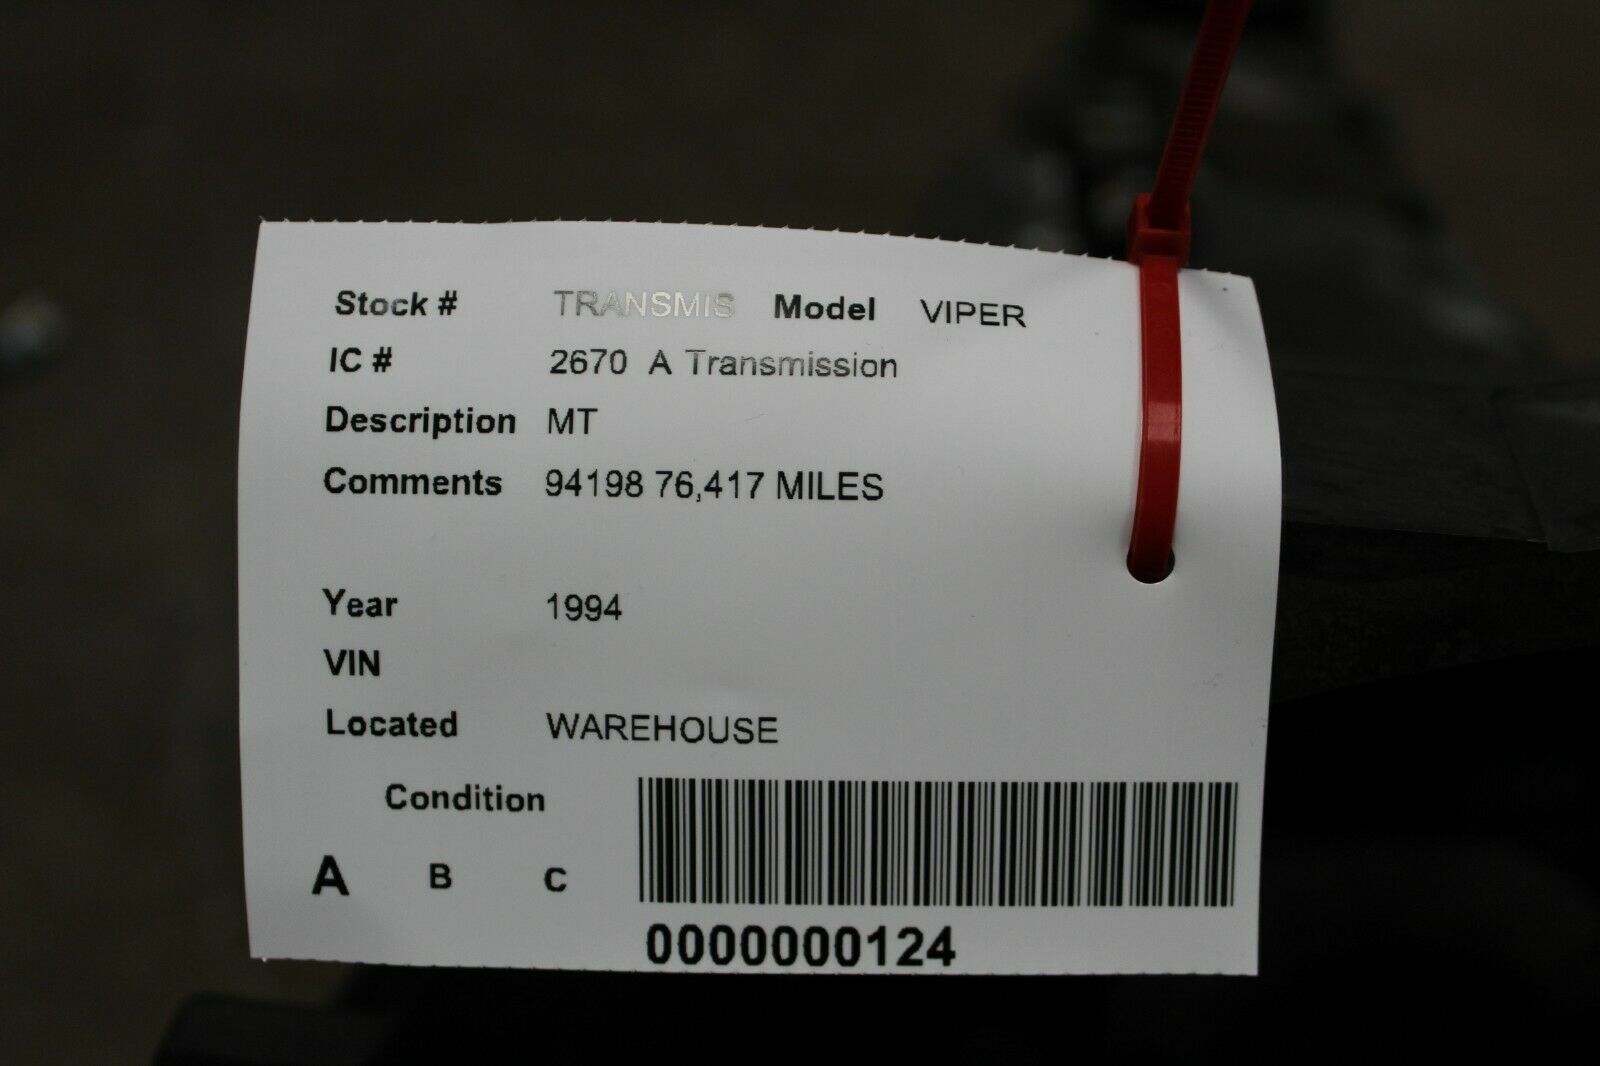 Stock # TRANSMIS Model VIPER
IC # 2670 A Transmission
Description MT
Comments 94198 76,417 MILES
Year 1994
VIN
Located WAREHOUSE
Condition
A B C
0000000124